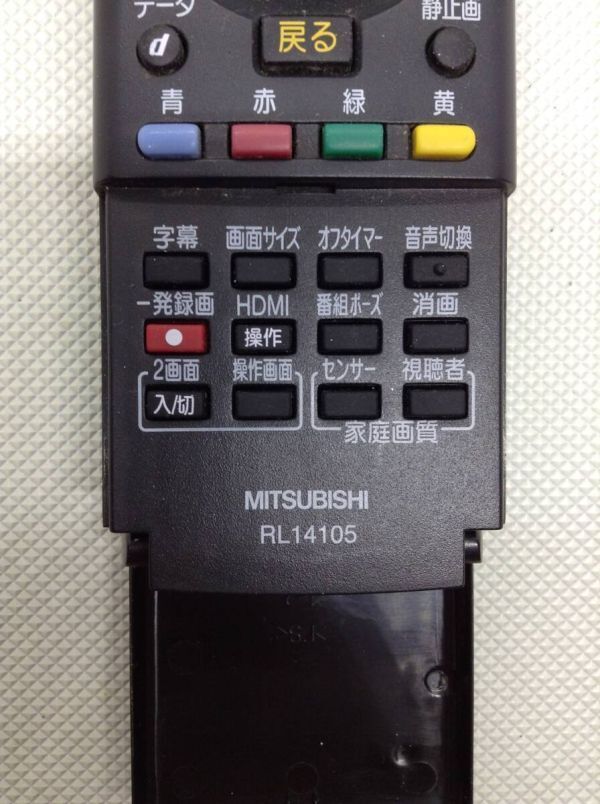 データ 静止画
d 戻る
青 赤 緑 黄
字幕 画面サイズ オフタイマー 音声切換
一発録画 HDMI 番組ポーズ 消画
操作
2画面 操作画面 センサー 視聴者
入/切
家庭画質
MITSUBISHI
RL14105